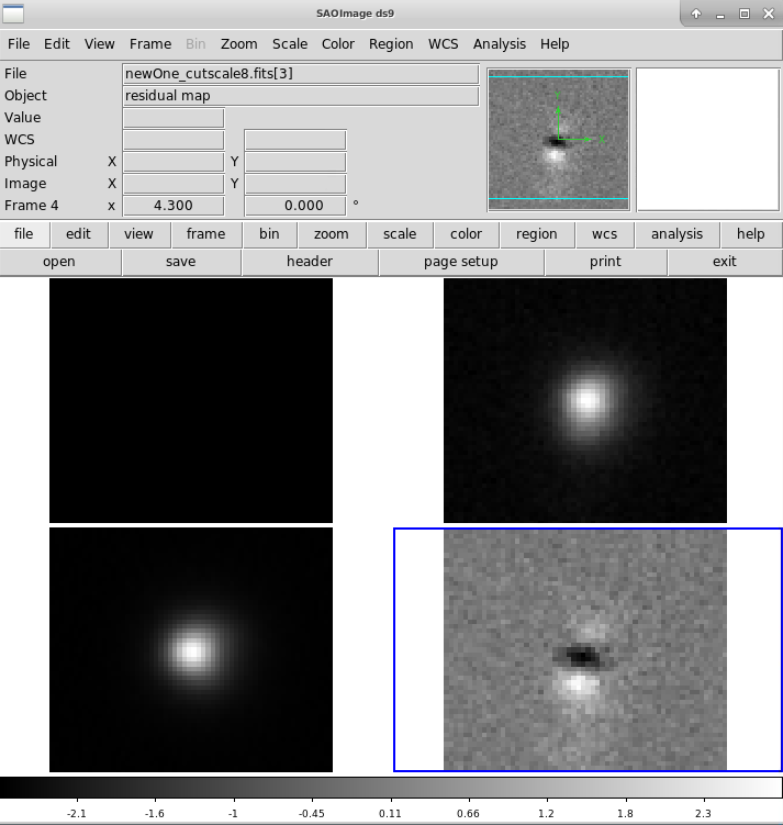 SAOImage ds9
File Edit View Frame Bin Zoom Scale Color Region WCS Analysis Help
File newOne_cutscale8.fits[3]
Object residual map
Value
WCS
Physical X Y
Image X Y
Frame 4 x 4.300 0.000 °
file edit view frame bin zoom scale color region wcs analysis help
open save header page setup print exit
-2.1 -1.6 -1 -0.45 0.11 0.66 1.2 1.8 2.3